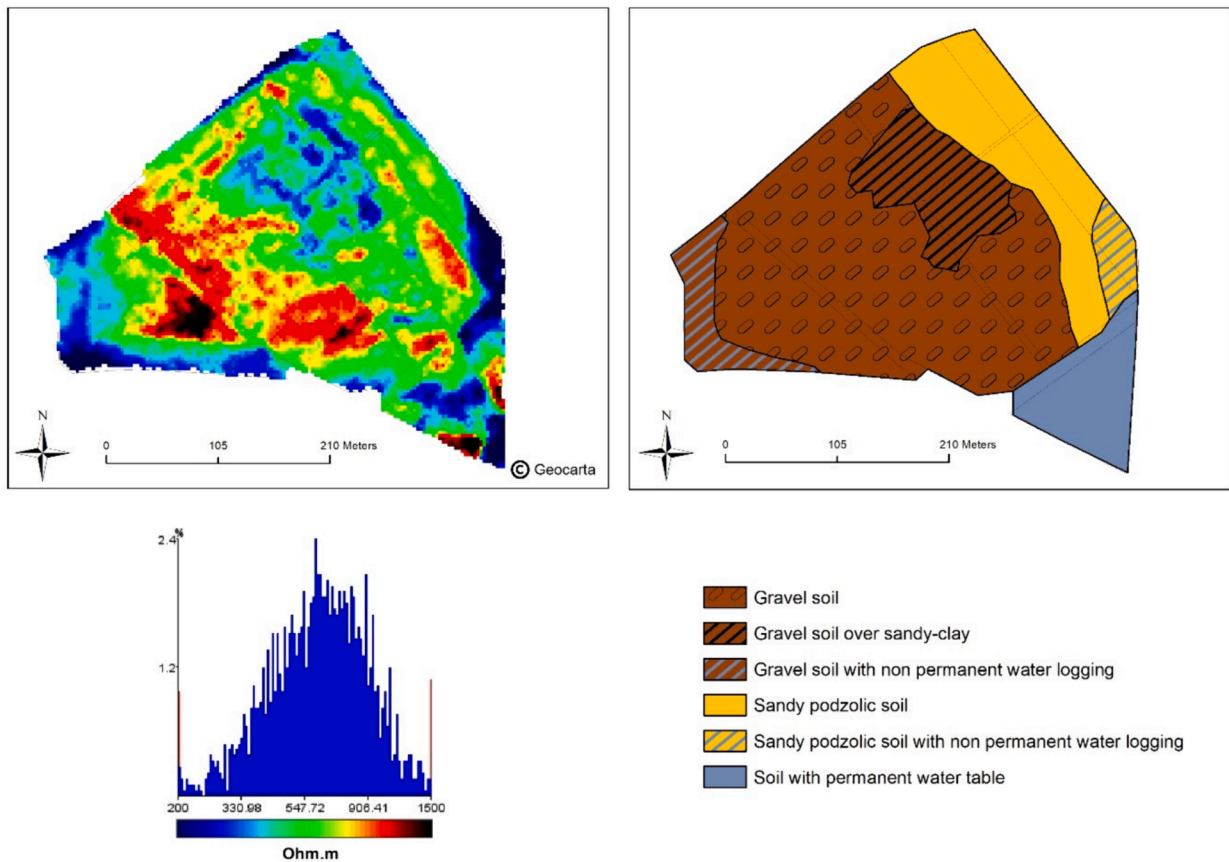 N
0
105
210 Meters
© Geocarta
N
0
105
210 Meters
%
2.4
1.2
200
330.98
547.72
906.41
1500
Ohm.m
Gravel soil
Gravel soil over sandy-clay
Gravel soil with non permanent water logging
Sandy podzolic soil
Sandy podzolic soil with non permanent water logging
Soil with permanent water table